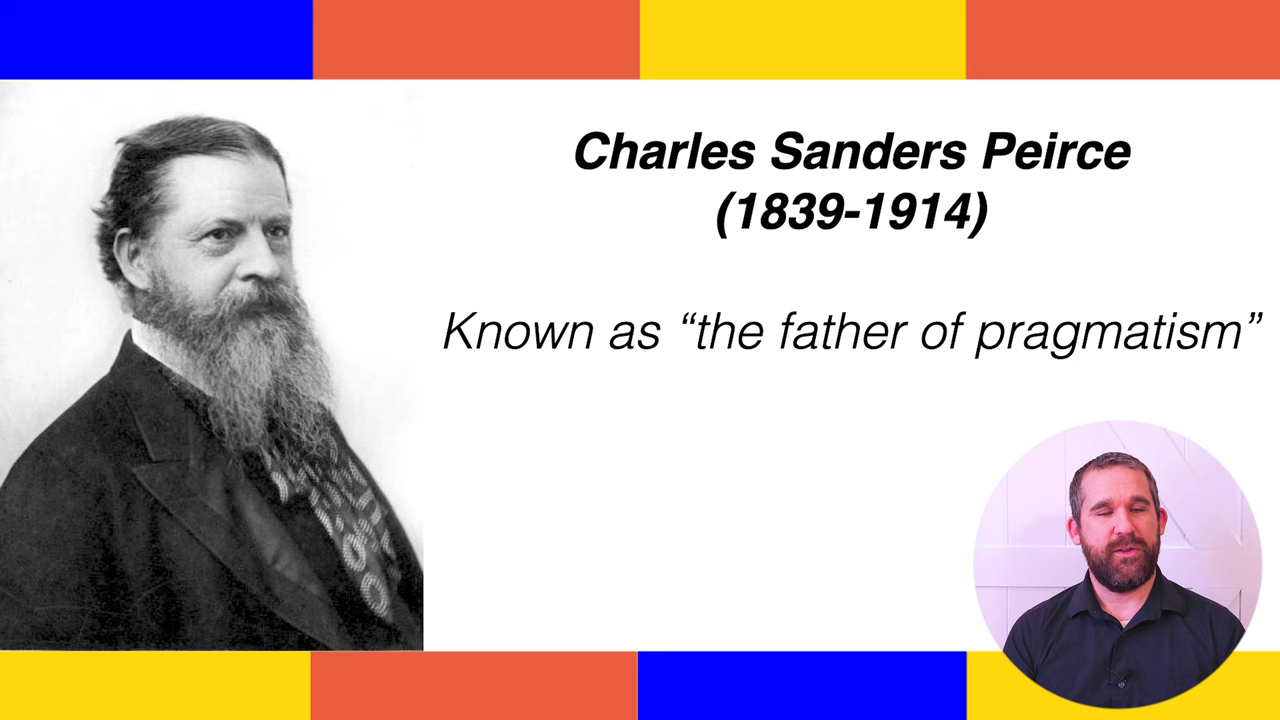 Charles Sanders Peirce
(1839-1914)
Known as “the father of pragmatism”